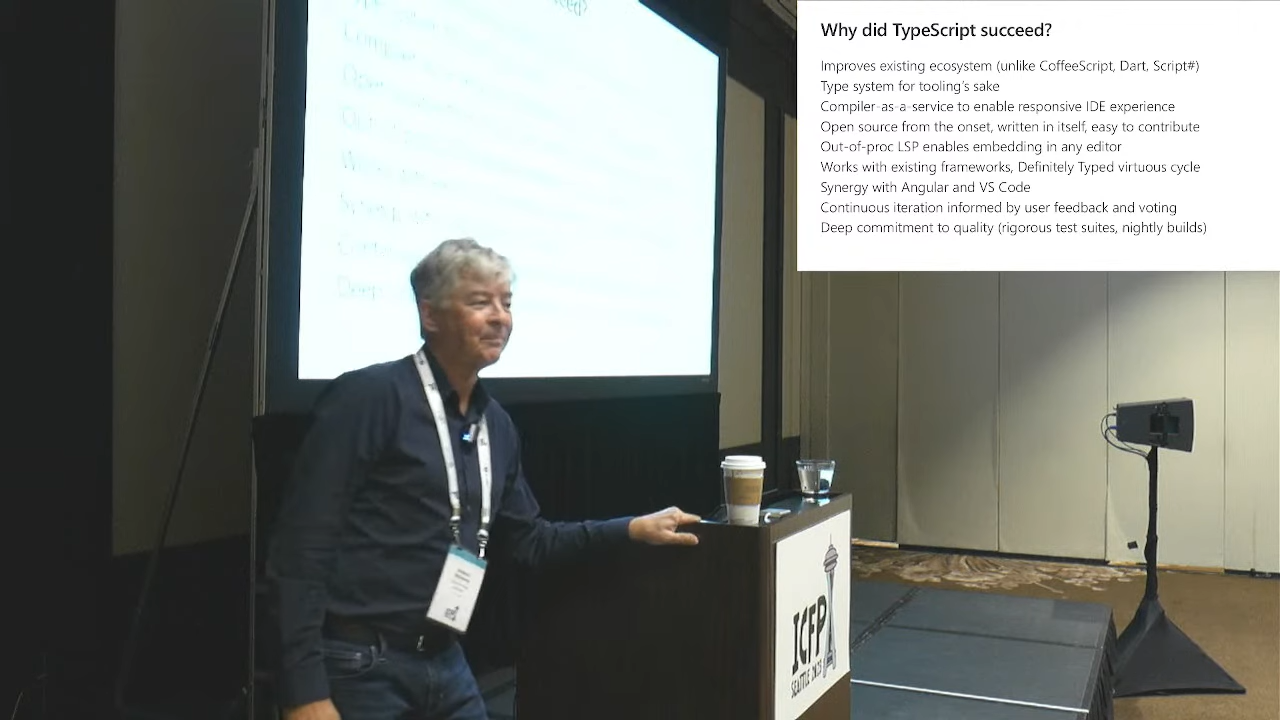 Why did TypeScript succeed?
Improves existing ecosystem (unlike CoffeeScript, Dart, Script#)
Type system for tooling's sake
Compiler-as-a-service to enable responsive IDE experience
Open source from the onset, written in itself, easy to contribute
Out-of-proc LSP enables embedding in any editor
Works with existing frameworks, Definitely Typed virtuous cycle
Synergy with Angular and VS Code
Continuous iteration informed by user feedback and voting
Deep commitment to quality (rigorous test suites, nightly builds)
ICFP
SEATTLE